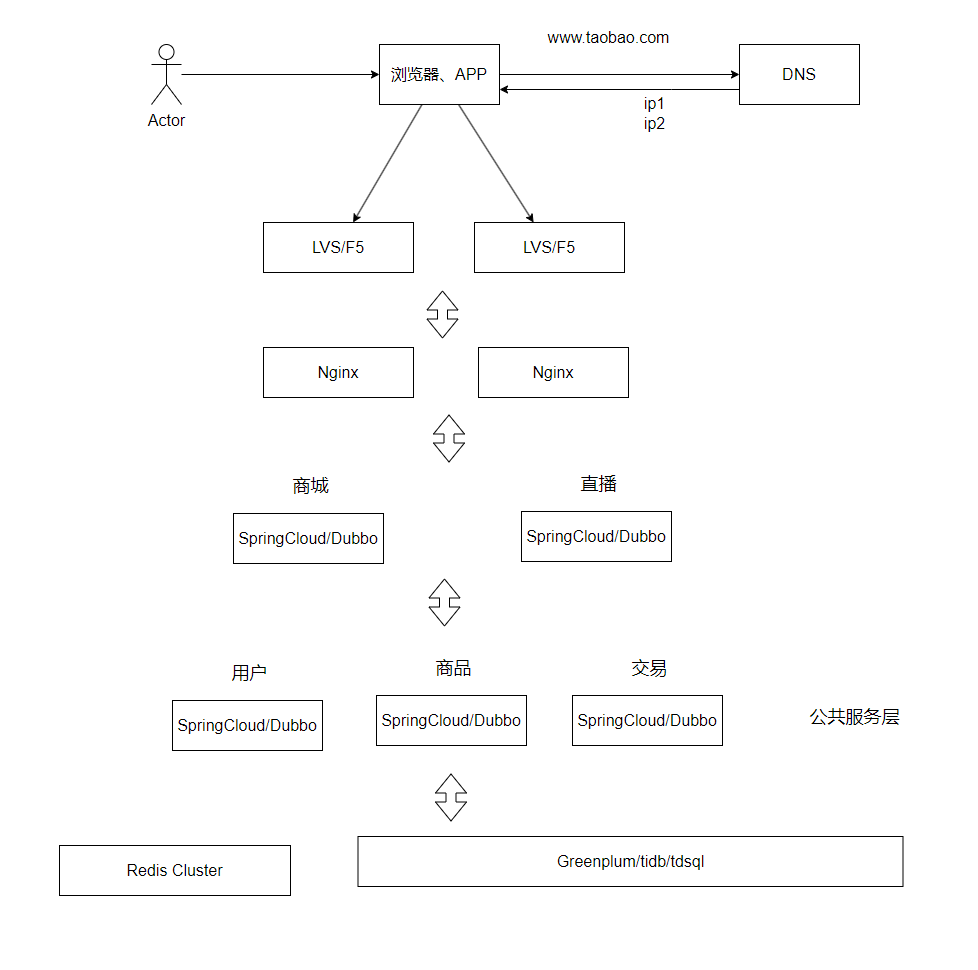 www.taobao.com
浏览器、APP
DNS
ip1
ip2
Actor
LVS/F5
LVS/F5
Nginx
Nginx
商城
直播
SpringCloud/Dubbo
SpringCloud/Dubbo
用户
商品
交易
SpringCloud/Dubbo
SpringCloud/Dubbo
SpringCloud/Dubbo
公共服务层
Redis Cluster
Greenplum/tidb/tdsql